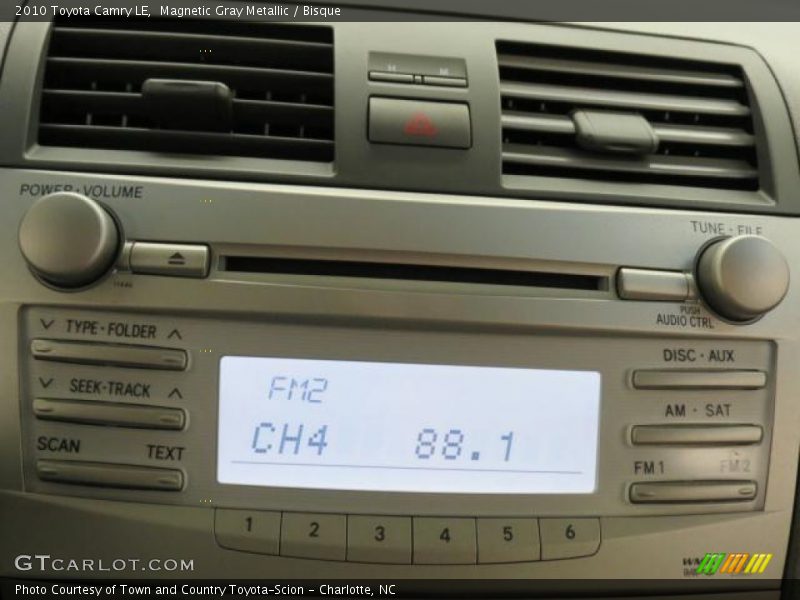 2010 Toyota Camry LE, Magnetic Gray Metallic / Bisque
H M
POWER · VOLUME
TUNE · FILE
PUSH
AUDIO CTRL
TYPE · FOLDER
DISC · AUX
SEEK · TRACK
AM · SAT
SCAN TEXT
FM1 FM2
FM2
CH4 88.1
1 2 3 4 5 6
GTCARLOT.COM
Photo Courtesy of Town and Country Toyota-Scion - Charlotte, NC